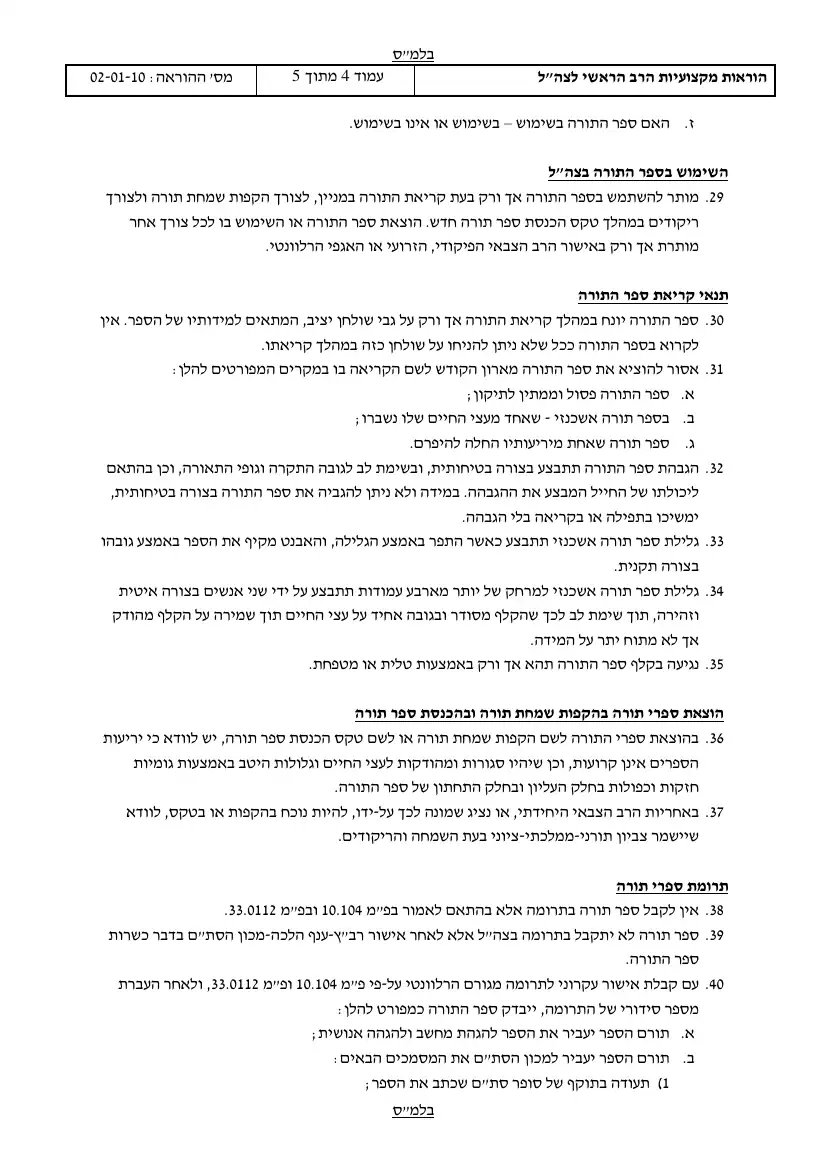 בלמ"ס
הוראות מקצועיות הרב הראשי לצה"ל עמוד 4 מתוך 5 מס' ההוראה: 02-01-10
ז. האם ספר התורה בשימוש – בשימוש או אינו בשימוש.
השימוש בספר התורה בצה"ל
29. מותר להשתמש בספר התורה אך ורק בעת קריאת התורה במניין, לצורך הקפות שמחת תורה ולצורך
ריקודים במהלך טקס הכנסת ספר תורה חדש. הוצאת ספר התורה או השימוש בו לכל צורך אחר
מותרת אך ורק באישור הרב הצבאי הפיקודי, הזרועי או האגפי הרלוונטי.
תנאי קריאת ספר התורה
30. ספר התורה יונח במהלך קריאת התורה אך ורק על גבי שולחן יציב, המתאים למידותיו של הספר. אין
לקרוא בספר התורה ככל שלא ניתן להניחו על שולחן כזה במהלך קריאתו.
31. אסור להוציא את ספר התורה מארון הקודש לשם הקריאה בו במקרים המפורטים להלן:
א. ספר התורה פסול וממתין לתיקון;
ב. בספר תורה אשכנזי - שאחד מעצי החיים שלו נשברו;
ג. ספר תורה שאחת מיריעותיו החלה להיפרם.
32. הגבהת ספר התורה תתבצע בצורה בטיחותית, ובשימת לב לגובה התקרה וגופי התאורה, וכן בהתאם
ליכולתו של החייל המבצע את ההגבהה. במידה ולא ניתן להגביה את ספר התורה בצורה בטיחותית,
ימשיכו בתפילה או בקריאה בלי הגבהה.
33. גלילת ספר תורה אשכנזי תתבצע כאשר התפר באמצע הגלילה, והאבנט מקיף את הספר באמצע גובהו
בצורה תקנית.
34. גלילת ספר תורה אשכנזי למרחק של יותר מארבע עמודות תתבצע על ידי שני אנשים בצורה איטית
וזהירה, תוך שימת לב לכך שהקלף מסודר ובגובה אחיד על עצי החיים תוך שמירה על הקלף מהודק
אך לא מתוח יתר על המידה.
35. נגיעה בקלף ספר התורה תהא אך ורק באמצעות טלית או מטפחת.
הוצאת ספרי תורה בהקפות שמחת תורה ובהכנסת ספר תורה
36. בהוצאת ספרי התורה לשם הקפות שמחת תורה או לשם טקס הכנסת ספר תורה, יש לוודא כי יריעות
הספרים אינן קרועות, וכן שיהיו סגורות ומהודקות לעצי החיים וגלולות היטב באמצעות גומיות
חזקות וכפולות בחלק העליון ובחלק התחתון של ספר התורה.
37. באחריות הרב הצבאי היחידתי, או נציג שמונה לכך על-ידו, להיות נוכח בהקפות או בטקס, לוודא
שיישמר צביון תורני-ממלכתי-ציוני בעת השמחה והריקודים.
תרומת ספרי תורה
38. אין לקבל ספר תורה בתרומה אלא בהתאם לאמור בפ"מ 10.104 ובפ"מ 33.0112.
39. ספר תורה לא יתקבל בתרומה בצה"ל אלא לאחר אישור רב"ץ-ענף הלכה-מכון הסת"ם בדבר כשרות
ספר התורה.
40. עם קבלת אישור עקרוני לתרומה מגורם הרלוונטי על-פי פ"מ 10.104 ופ"מ 33.0112, ולאחר העברת
מספר סידורי של התרומה, ייבדק ספר התורה כמפורט להלן:
א. תורם הספר יעביר את הספר להגהת מחשב ולהגהה אנושית;
ב. תורם הספר יעביר למכון הסת"ם את המסמכים הבאים:
1) תעודה בתוקף של סופר סת"ם שכתב את הספר;
בלמ"ס